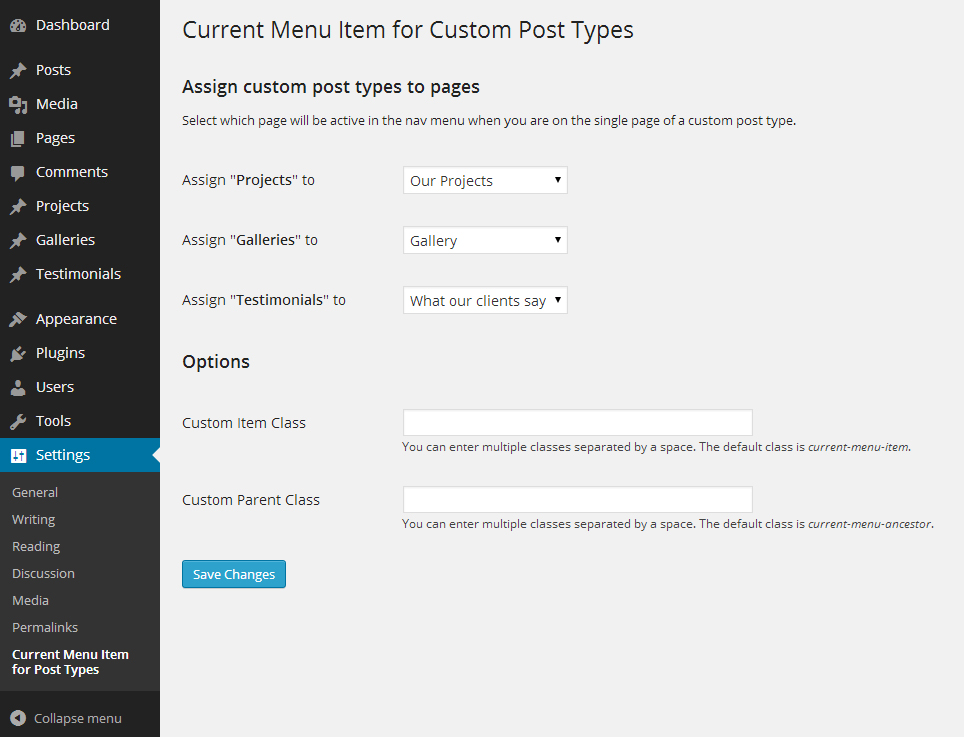 Dashboard
Posts
Media
Pages
Comments
Projects
Galleries
Testimonials
Appearance
Plugins
Users
Tools
Settings
General
Writing
Reading
Discussion
Media
Permalinks
Current Menu Item
for Post Types
Collapse menu
Current Menu Item for Custom Post Types
Assign custom post types to pages
Select which page will be active in the nav menu when you are on the single page of a custom post type.
Assign "Projects" to Our Projects
Assign "Galleries" to Gallery
Assign "Testimonials" to What our clients say
Options
Custom Item Class
You can enter multiple classes separated by a space. The default class is current-menu-item.
Custom Parent Class
You can enter multiple classes separated by a space. The default class is current-menu-ancestor.
Save Changes